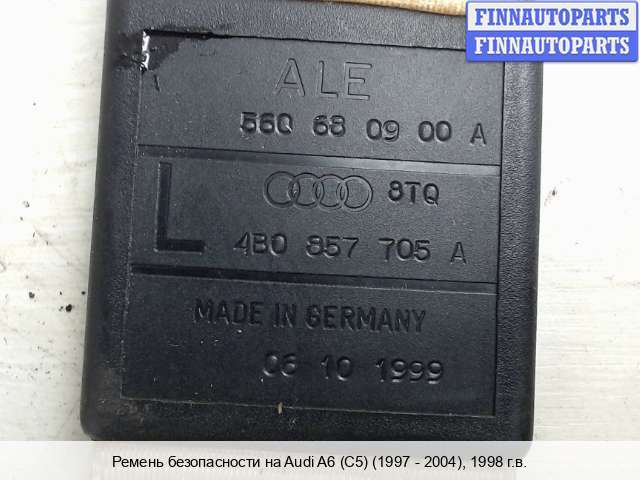 FINNAUTOPARTS
FINNAUTOPARTS
ALE
56Q 68 09 00 A
L
8TQ
4B0 857 705 A
MADE IN GERMANY
06 10 1999
Ремень безопасности на Audi A6 (C5) (1997 - 2004), 1998 г.в.